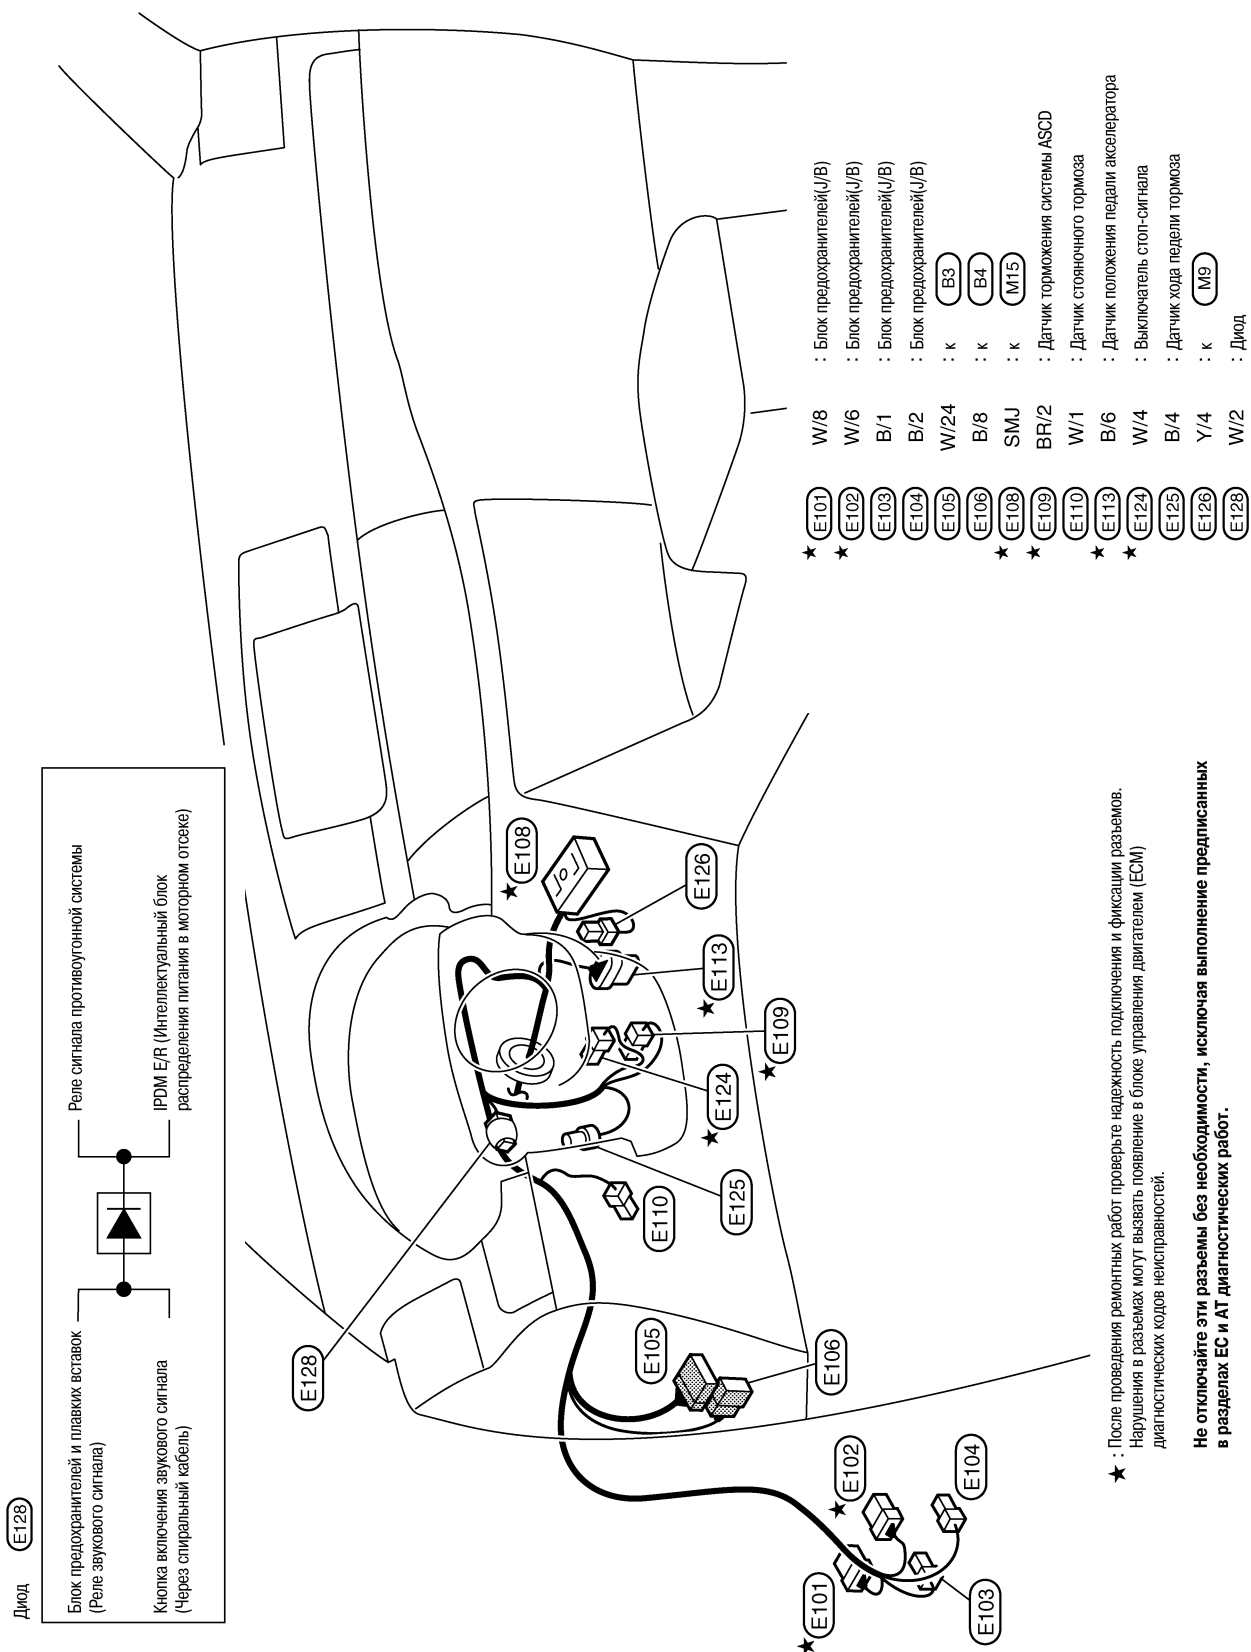 Диод E128
Блок предохранителей и плавких вставок
(Реле звукового сигнала)
Кнопка включения звукового сигнала
(Через спиральный кабель)
Реле сигнала противоугонной системы
IPDM E/R (Интеллектуальный блок
распределения питания в моторном отсеке)
E128
E108
E126
E113
E109
E124
E125
E110
E105
E106
E102
E104
E101
E103
★ E101 W/8 : Блок предохранителей(J/B)
★ E102 W/6 : Блок предохранителей(J/B)
E103 B/1 : Блок предохранителей(J/B)
E104 B/2 : Блок предохранителей(J/B)
E105 W/24 : к B3
E106 B/8 : к B4
★ E108 SMJ : к M15
★ E109 BR/2 : Датчик торможения системы ASCD
E110 W/1 : Датчик стояночного тормоза
★ E113 B/6 : Датчик положения педали акселератора
★ E124 W/4 : Выключатель стоп-сигнала
E125 B/4 : Датчик хода педели тормоза
E126 Y/4 : к M9
E128 W/2 : Диод
★ : После проведения ремонтных работ проверьте надежность подключения и фиксации разъемов.
Нарушения в разъемах могут вызвать появление в блоке управления двигателем (ECM)
диагностических кодов неисправностей.
Не отключайте эти разъемы без необходимости, исключая выполнение предписанных
в разделах EC и AT диагностических работ.